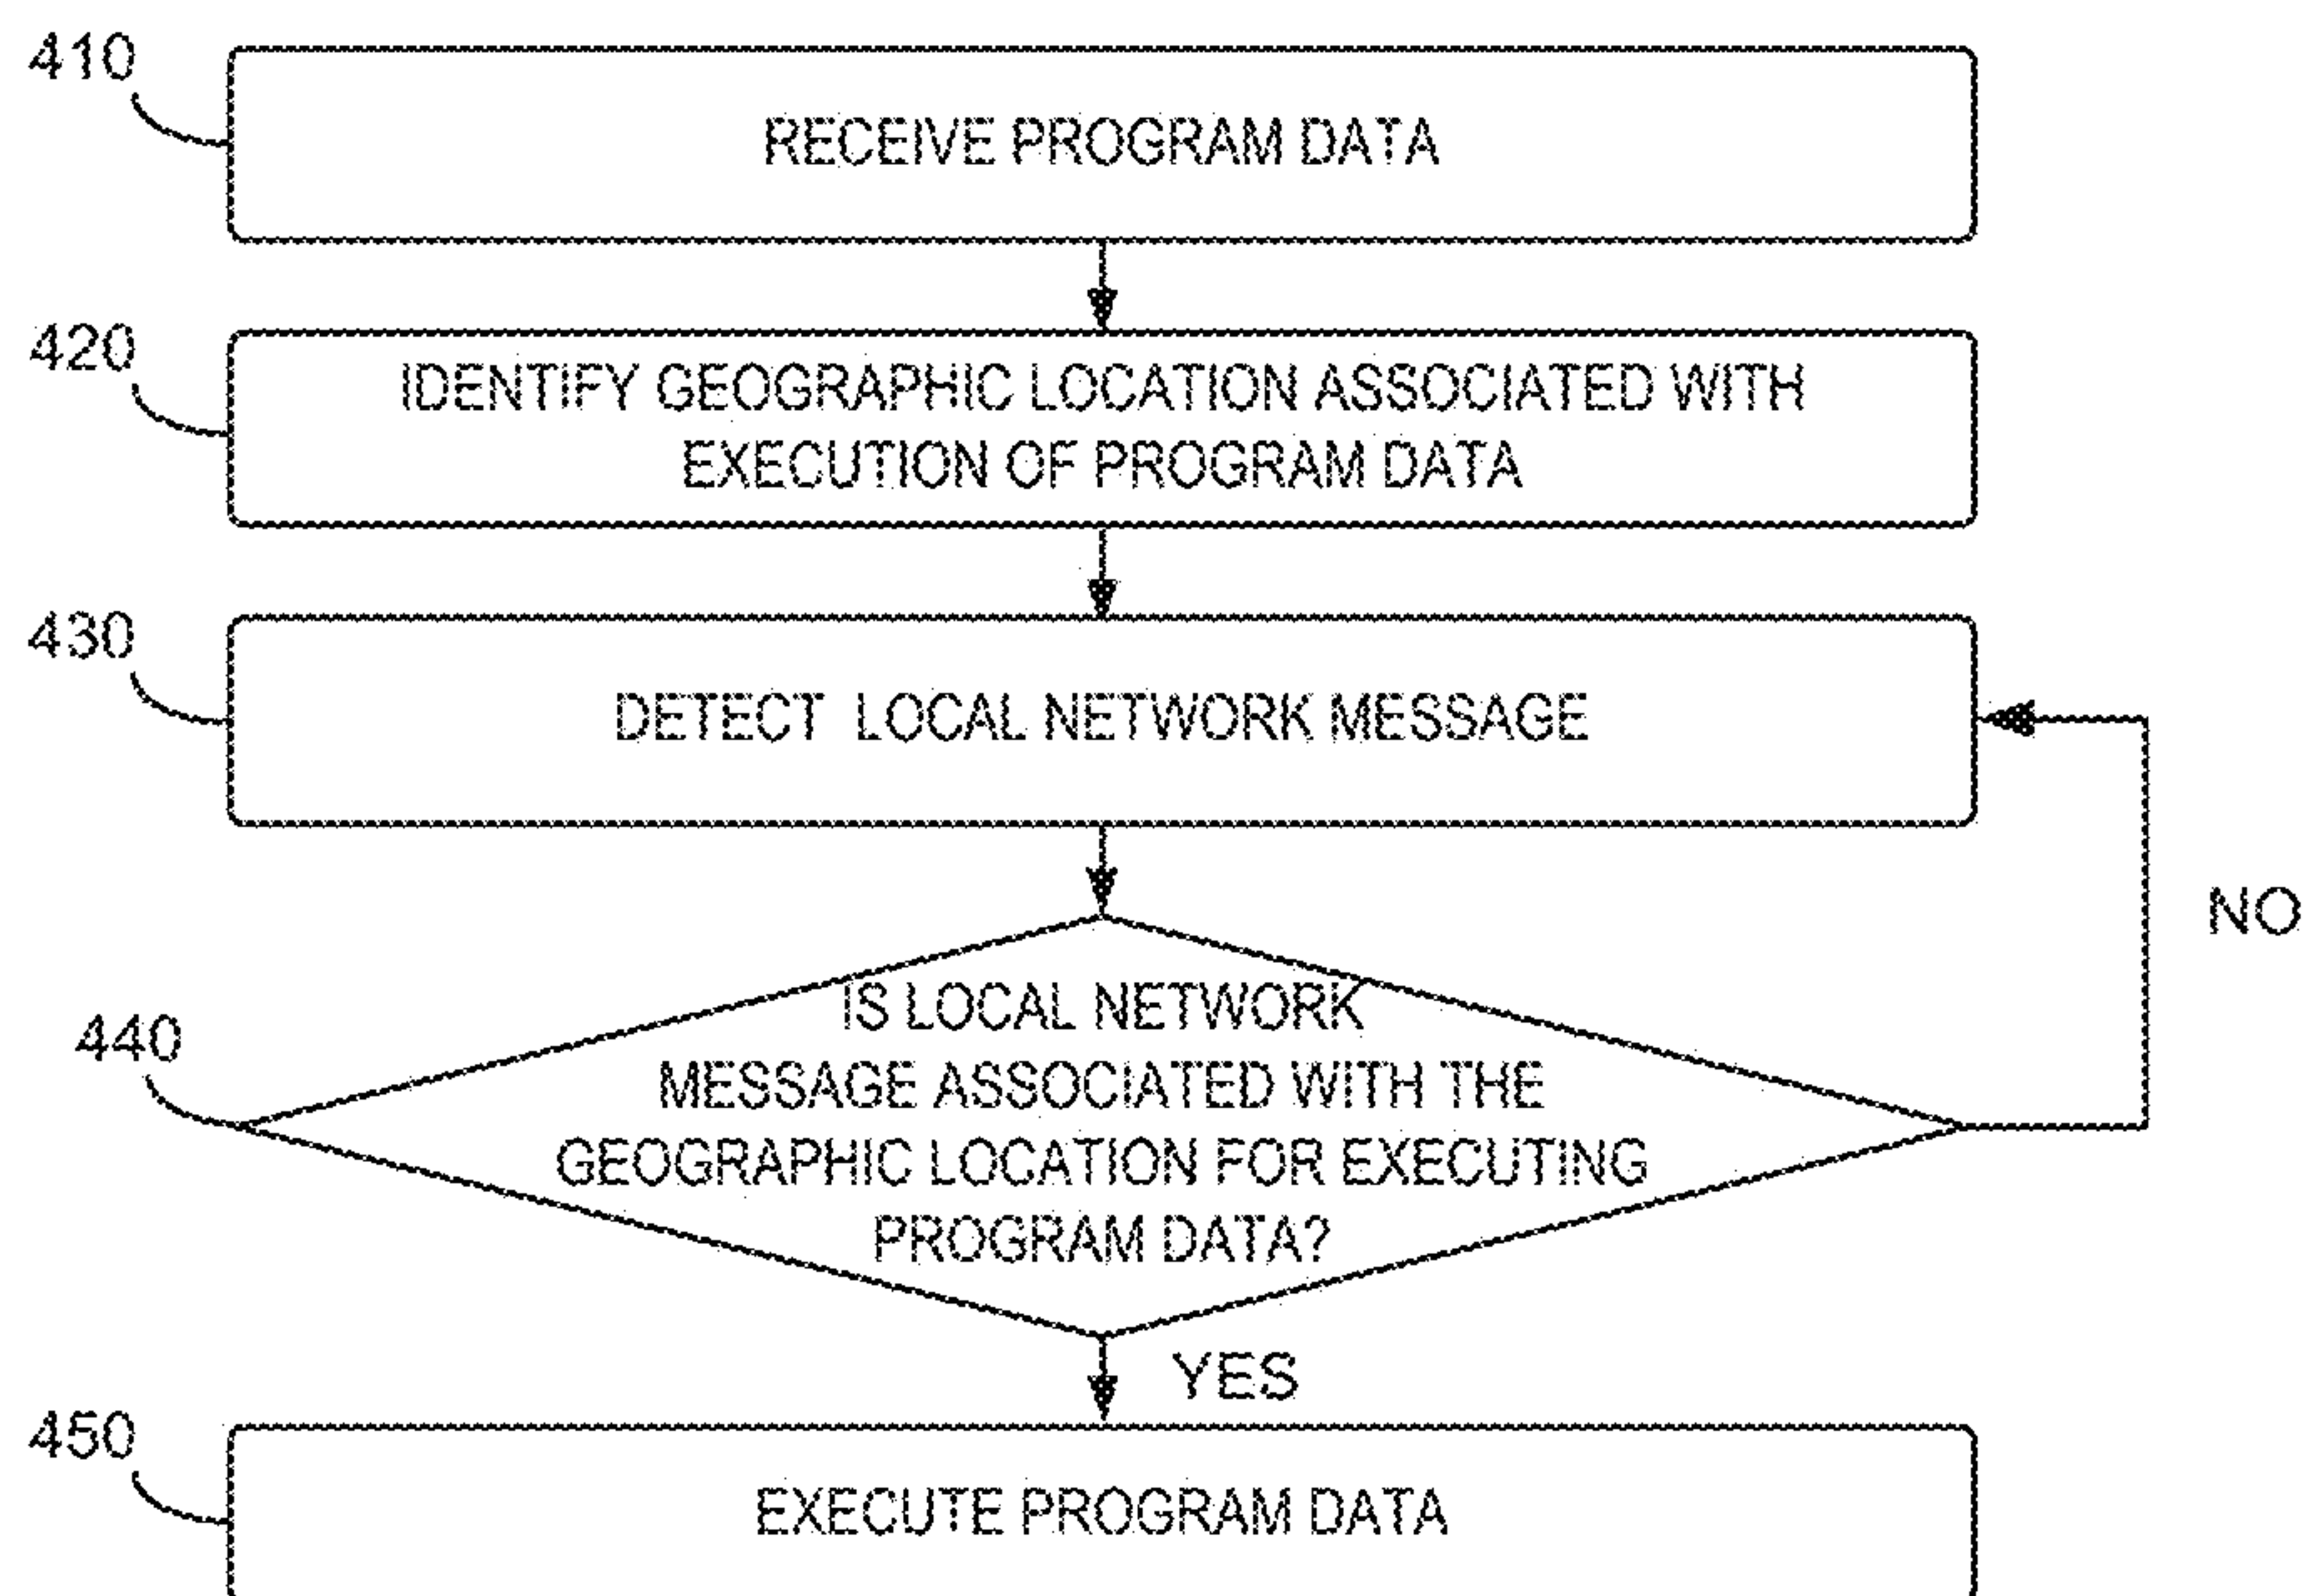 410
RECEIVE PROGRAM DATA
420
IDENTIFY GEOGRAPHIC LOCATION ASSOCIATED WITH
EXECUTION OF PROGRAM DATA
430
DETECT LOCAL NETWORK MESSAGE
NO
440
IS LOCAL NETWORK
MESSAGE ASSOCIATED WITH THE
GEOGRAPHIC LOCATION FOR EXECUTING
PROGRAM DATA?
YES
450
EXECUTE PROGRAM DATA